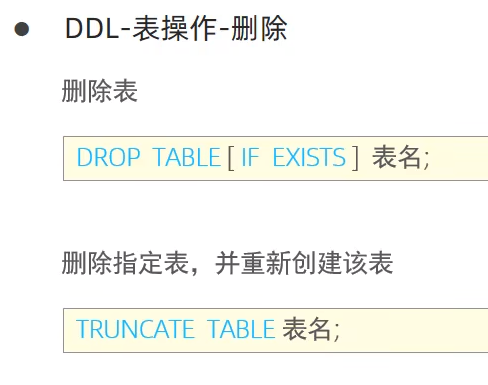 ● DDL-表操作-删除
删除表
DROP TABLE [ IF EXISTS ] 表名;
删除指定表，并重新创建该表
TRUNCATE TABLE 表名;